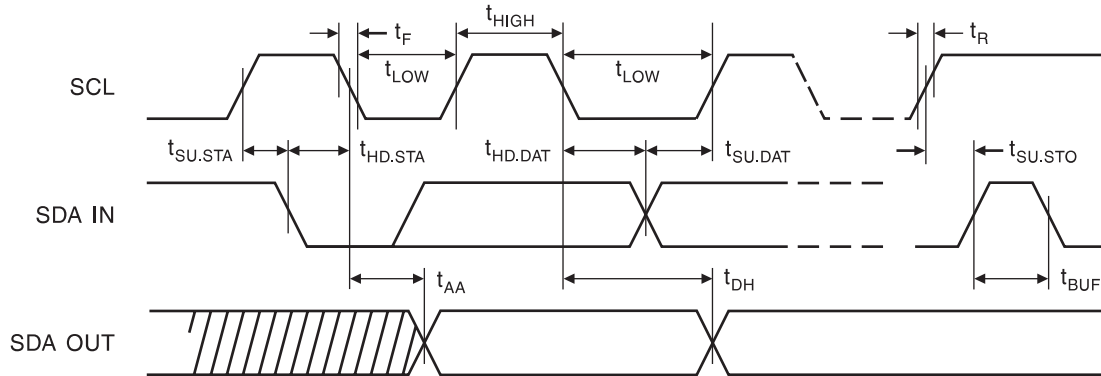 tHIGH
tF
tR
tLOW
tLOW
SCL
tSU.STA
tHD.STA
tHD.DAT
tSU.DAT
tSU.STO
SDA IN
tAA
tDH
tBUF
SDA OUT